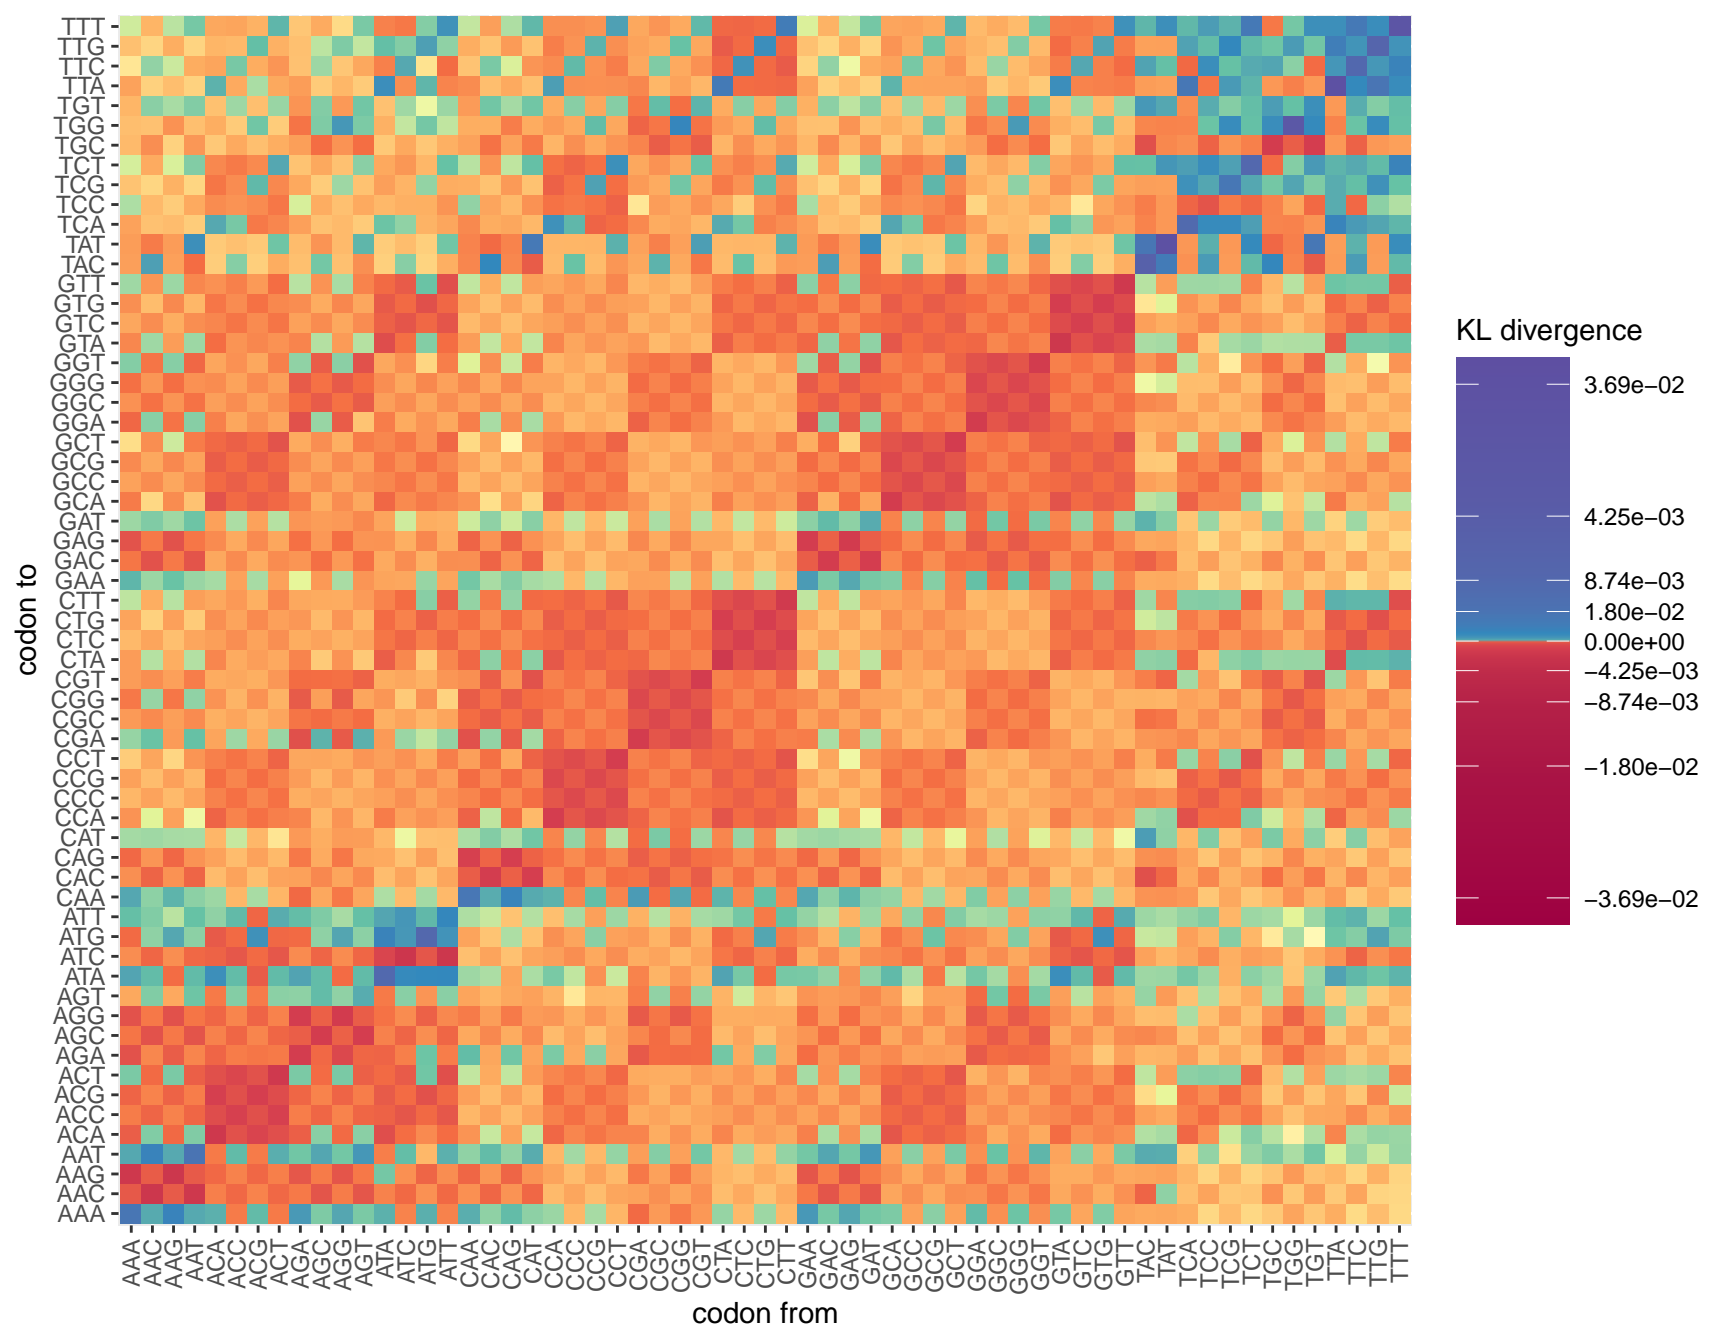 TTT
TTG
TTC
TTA
TGT
TGG
TGC
TCT
TCG
TCC
TCA
TAT
TAC
GTT
GTG
GTC
GTA
GGT
GGG
GGC
GGA
GCT
GCG
GCC
GCA
GAT
GAG
GAC
GAA
CTT
CTG
CTC
CTA
CGT
CGG
CGC
CGA
CCT
CCG
CCC
CCA
CAT
CAG
CAC
CAA
ATT
ATG
ATC
ATA
AGT
AGG
AGC
AGA
ACT
ACG
ACC
ACA
AAT
AAG
AAC
AAA
codon to
AAA
AAC
AAG
AAT
ACA
ACC
ACG
ACT
AGA
AGC
AGG
AGT
ATA
ATC
ATG
ATT
CAA
CAC
CAG
CAT
CCA
CCC
CCG
CCT
CGA
CGC
CGG
CGT
CTA
CTC
CTG
CTT
GAA
GAC
GAG
GAT
GCA
GCC
GCG
GCT
GGA
GGC
GGG
GGT
GTA
GTC
GTG
GTT
TAC
TAT
TCA
TCC
TCG
TCT
TGC
TGG
TGT
TTA
TTC
TTG
TTT
codon from
KL divergence
3.69e−02
4.25e−03
8.74e−03
1.80e−02
0.00e+00
−4.25e−03
−8.74e−03
−1.80e−02
−3.69e−02